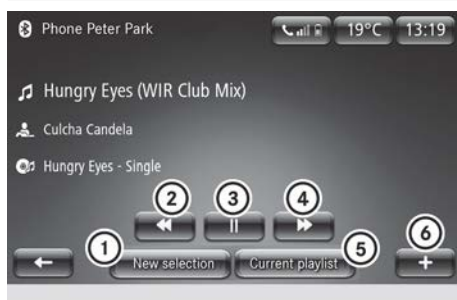 Phone Peter Park 19°C 13:19
Hungry Eyes (WIR Club Mix)
Culcha Candela
Hungry Eyes - Single
2 3 4
1 New selection Current playlist 5 6